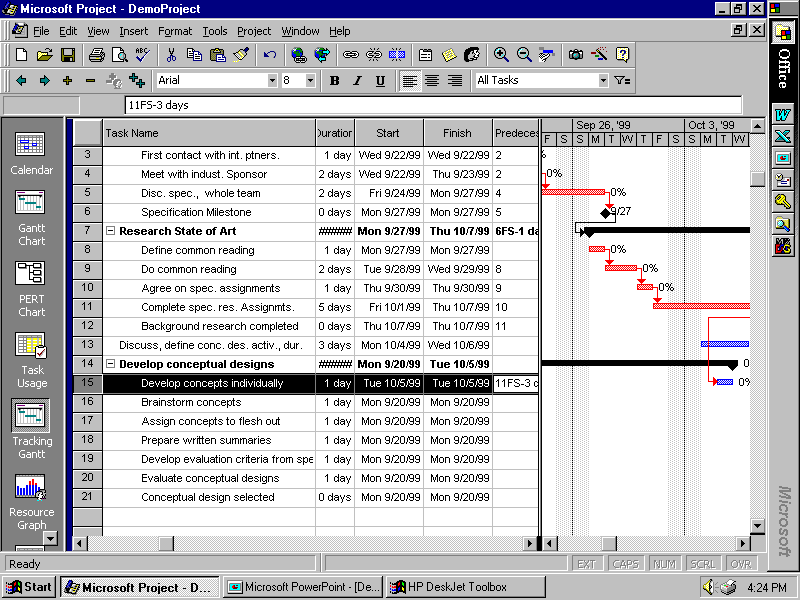 Microsoft Project - DemoProject
File Edit View Insert Format Tools Project Window Help
Arial 8 B I U All Tasks
11FS-3 days
Task Name Duration Start Finish Predeces
Sep 26, '99 Oct 3, '99
F S S M T W T F S S M T W
3 First contact with int. ptners. 1 day Wed 9/22/99 Wed 9/22/99 2
4 Meet with indust. Sponsor 2 days Wed 9/22/99 Thu 9/23/99 2 0%
5 Disc. spec., whole team 2 days Fri 9/24/99 Mon 9/27/99 4 0%
6 Specification Milestone 0 days Mon 9/27/99 Mon 9/27/99 5 9/27
7 Research State of Art ###### Mon 9/27/99 Thu 10/7/99 6FS-1 da
8 Define common reading 1 day Mon 9/27/99 Mon 9/27/99 0%
9 Do common reading 2 days Tue 9/28/99 Wed 9/29/99 8 0%
10 Agree on spec. assignments 1 day Thu 9/30/99 Thu 9/30/99 9 0%
11 Complete spec. res. Assignmts. 5 days Fri 10/1/99 Thu 10/7/99 10
12 Background research completed 0 days Thu 10/7/99 Thu 10/7/99 11
13 Discuss, define conc. des. activ., dur. 3 days Mon 10/4/99 Wed 10/6/99
14 Develop conceptual designs ###### Mon 9/20/99 Tue 10/5/99 0
15 Develop concepts individually 1 day Tue 10/5/99 Tue 10/5/99 11FS-3 d 0%
16 Brainstorm concepts 1 day Mon 9/20/99 Mon 9/20/99
17 Assign concepts to flesh out 1 day Mon 9/20/99 Mon 9/20/99
18 Prepare written summaries 1 day Mon 9/20/99 Mon 9/20/99
19 Develop evaluation criteria from spe 1 day Mon 9/20/99 Mon 9/20/99
20 Evaluate conceptual designs 1 day Mon 9/20/99 Mon 9/20/99
21 Conceptual design selected 0 days Mon 9/20/99 Mon 9/20/99
Calendar
Gantt
Chart
PERT
Chart
Task
Usage
Tracking
Gantt
Resource
Graph
Office
Microsoft
Ready EXT CAPS NUM SCRL OVR
Start Microsoft Project - D... Microsoft PowerPoint - [De... HP DeskJet Toolbox 4:24 PM